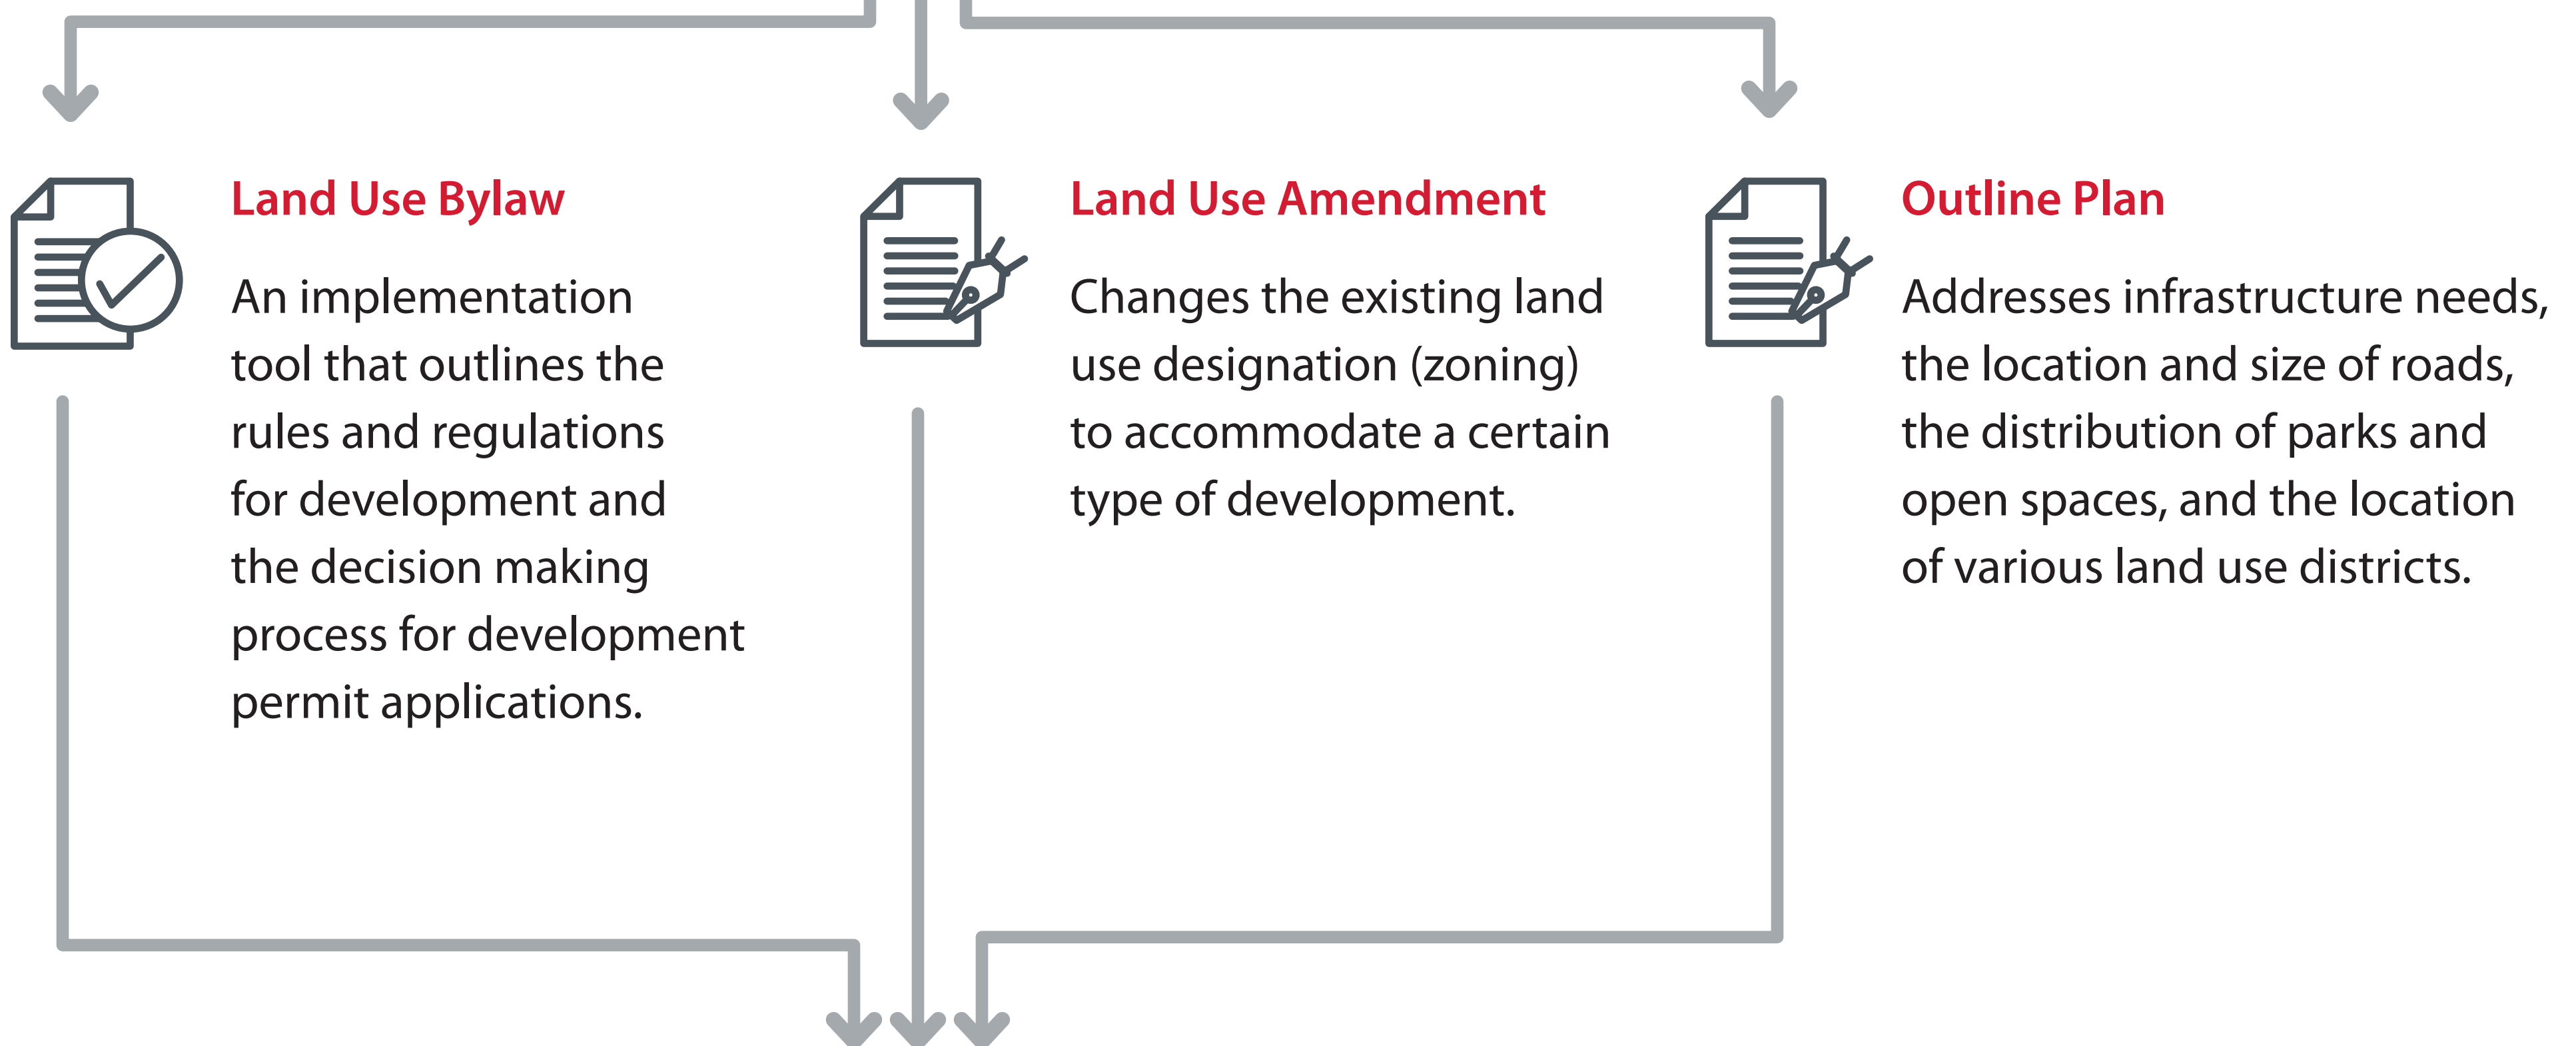 Land Use Bylaw
An implementation
tool that outlines the
rules and regulations
for development and
the decision making
process for development
permit applications.
Land Use Amendment
Changes the existing land
use designation (zoning)
to accommodate a certain
type of development.
Outline Plan
Addresses infrastructure needs,
the location and size of roads,
the distribution of parks and
open spaces, and the location
of various land use districts.